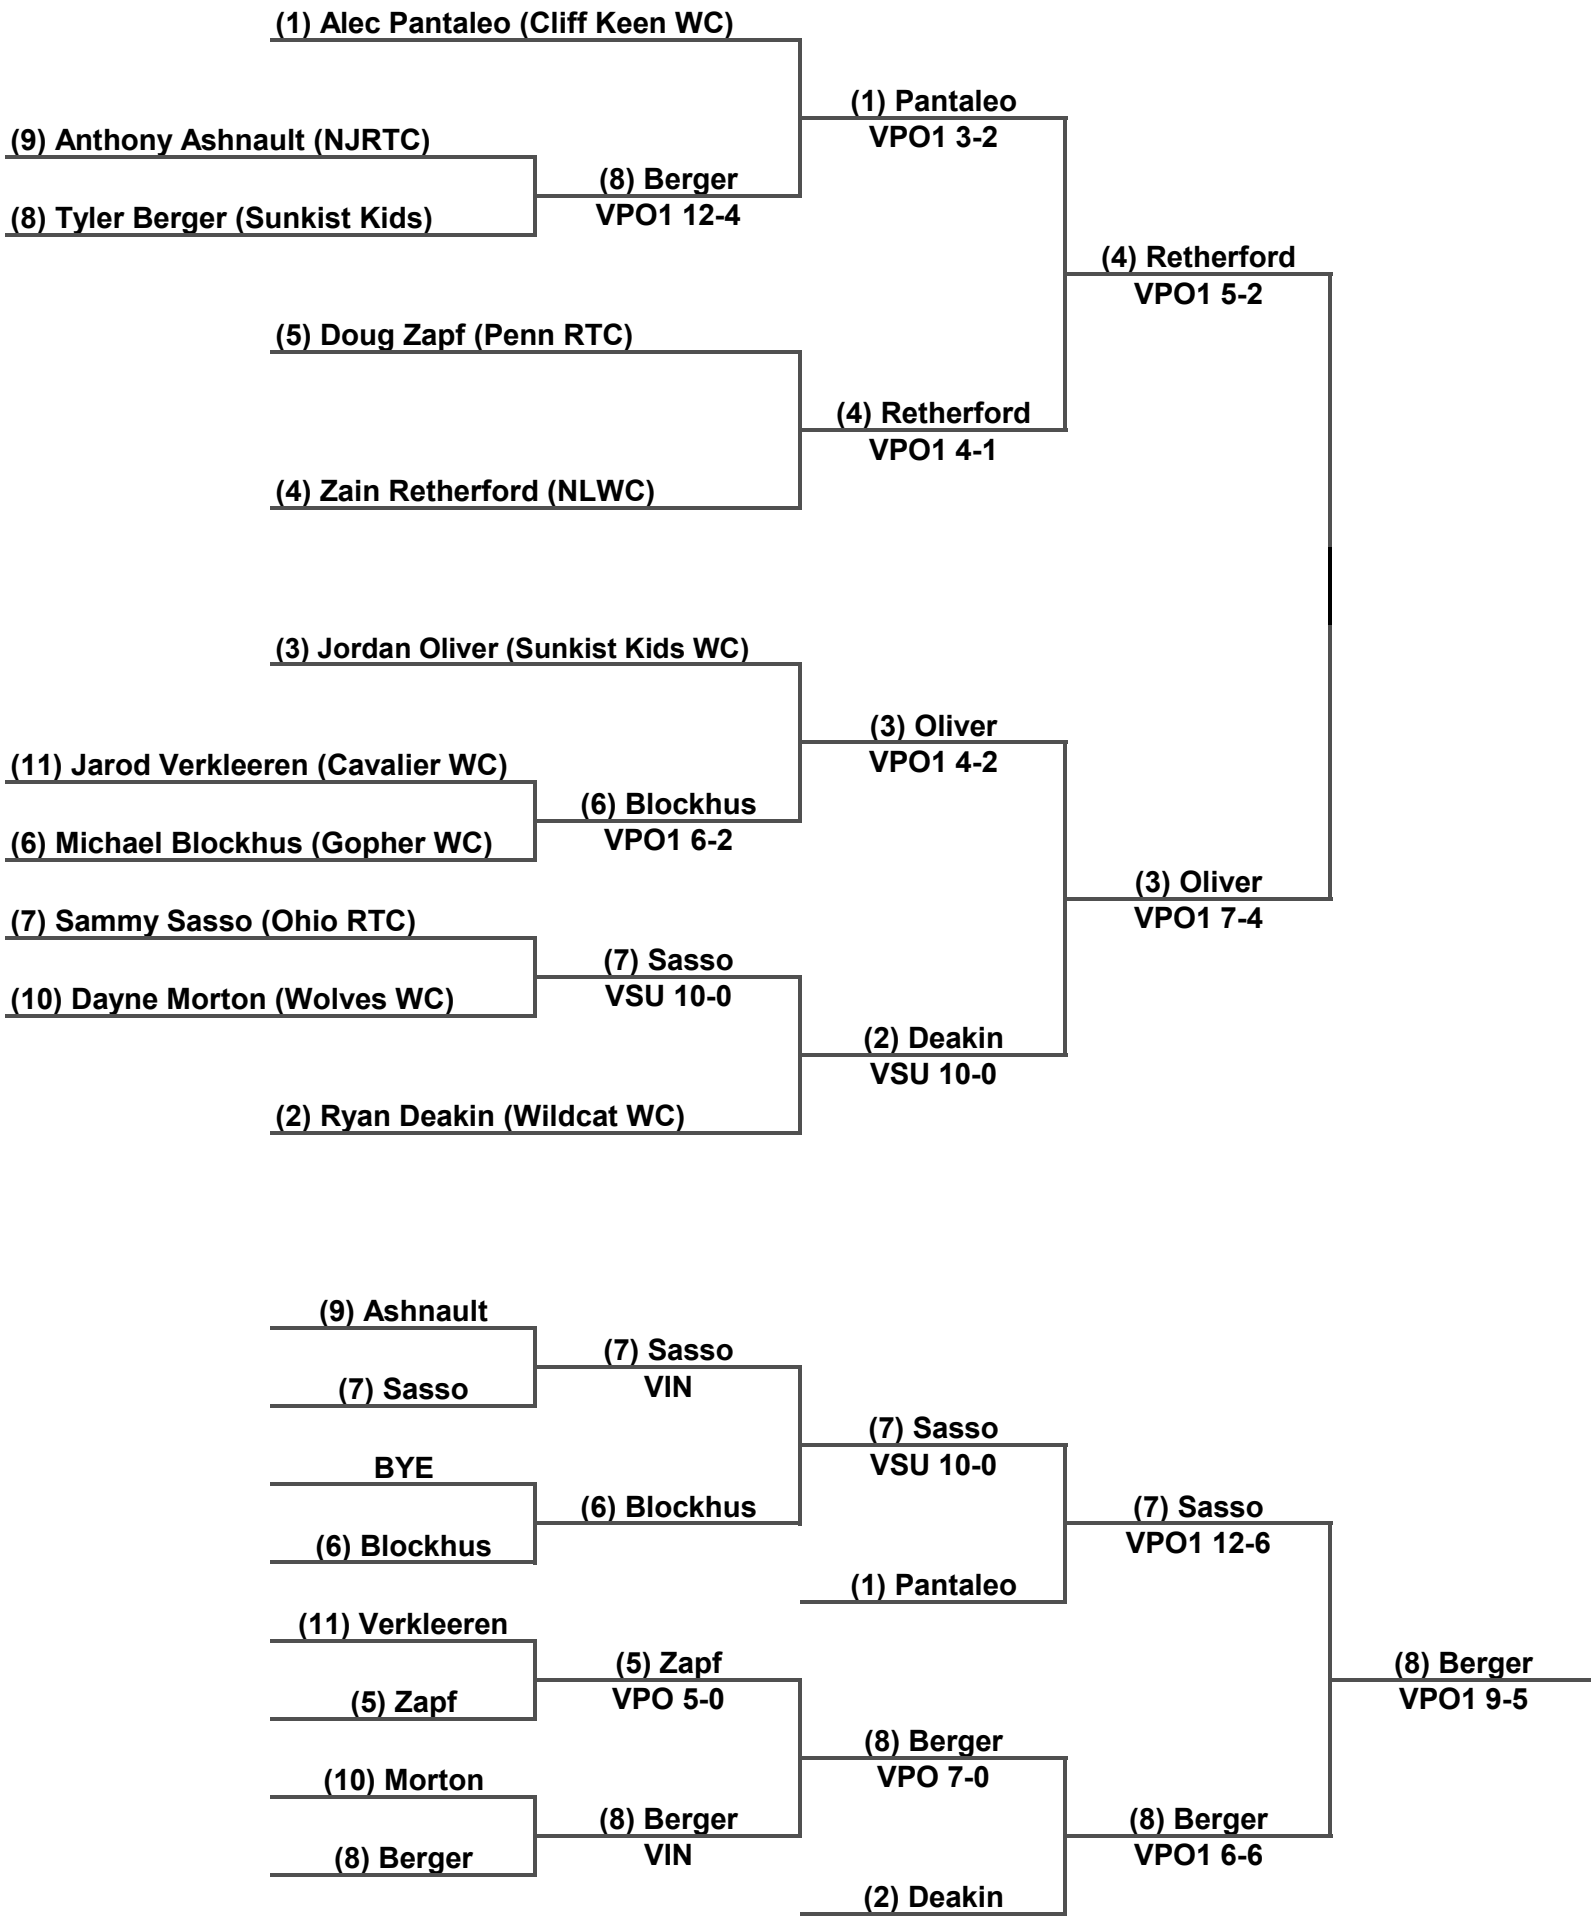 (1) Alec Pantaleo (Cliff Keen WC)
(1) Pantaleo
VPO1 3-2
(9) Anthony Ashnault (NJRTC)
(8) Berger
VPO1 12-4
(8) Tyler Berger (Sunkist Kids)
(4) Retherford
VPO1 5-2
(5) Doug Zapf (Penn RTC)
(4) Retherford
VPO1 4-1
(4) Zain Retherford (NLWC)
(3) Jordan Oliver (Sunkist Kids WC)
(3) Oliver
VPO1 4-2
(11) Jarod Verkleeren (Cavalier WC)
(6) Blockhus
VPO1 6-2
(6) Michael Blockhus (Gopher WC)
(3) Oliver
VPO1 7-4
(7) Sammy Sasso (Ohio RTC)
(7) Sasso
VSU 10-0
(10) Dayne Morton (Wolves WC)
(2) Deakin
VSU 10-0
(2) Ryan Deakin (Wildcat WC)
(9) Ashnault
(7) Sasso
VIN
(7) Sasso
(7) Sasso
VSU 10-0
BYE
(6) Blockhus
(6) Blockhus
(7) Sasso
VPO1 12-6
(1) Pantaleo
(11) Verkleeren
(5) Zapf
VPO 5-0
(5) Zapf
(8) Berger
VPO1 9-5
(8) Berger
VPO 7-0
(10) Morton
(8) Berger
VIN
(8) Berger
(8) Berger
VPO1 6-6
(2) Deakin